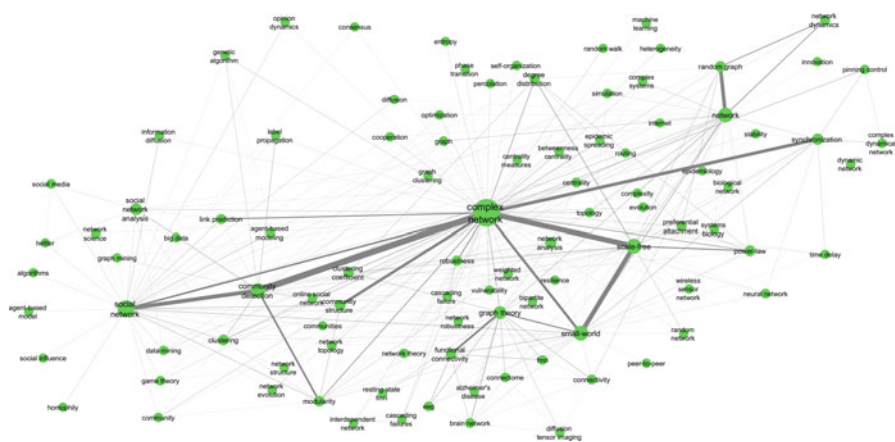 opinion
dynamics
consensus
machine
learning
network
dynamics
genetic
algorithm
entropy
random walk
heterogeneity
phase
transition
self-organization
degree
distribution
percolation
random graph
innovation
pinning control
complex
systems
simulation
diffusion
optimization
network
internet
information
diffusion
label
propagation
cooperation
graph
epidemic
spreading
stability
synchronization
complex
dynamical
network
betweenness
centrality
routing
centrality
measures
dynamic
network
graph
clustering
epidemiology
social media
centrality
biological
network
complexity
social
network
analysis
link prediction
complex
network
topology
evolution
preferential
attachment
systems
biology
network
science
agent-based
modeling
big data
twitter
network
analysis
scale-free
power-law
time delay
graph mining
robustness
algorithms
clustering
coefficient
weighted
network
resilience
wireless
sensor network
neural network
community
detection
cascading
failure
vulnerability
online social
network
community
structure
bipartite
network
agent-based
model
social
network
graph theory
communities
network
robustness
small-world
random
network
clustering
network
topology
functional
connectivity
social influence
data mining
network theory
peer-to-peer
network
structure
connectome
connectivity
game theory
network
evolution
resting-state
fmri
alzheimer's
disease
modularity
homophily
eeg
community
interdependent
network
cascading
failures
brain network
diffusion
tensor imaging